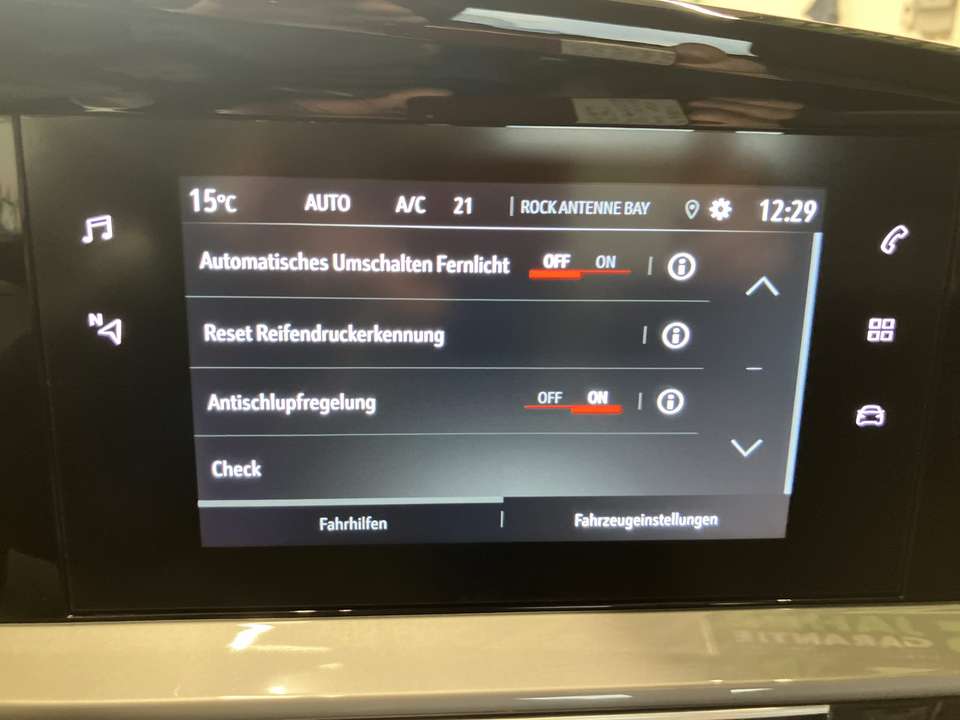 15°C AUTO A/C 21 | ROCK ANTENNE BAY 12:29
Automatisches Umschalten Fernlicht OFF ON
N
Reset Reifendruckerkennung
Antischlupfregelung OFF ON
Check
Fahrhilfen | Fahrzeugeinstellungen
GARANTIE